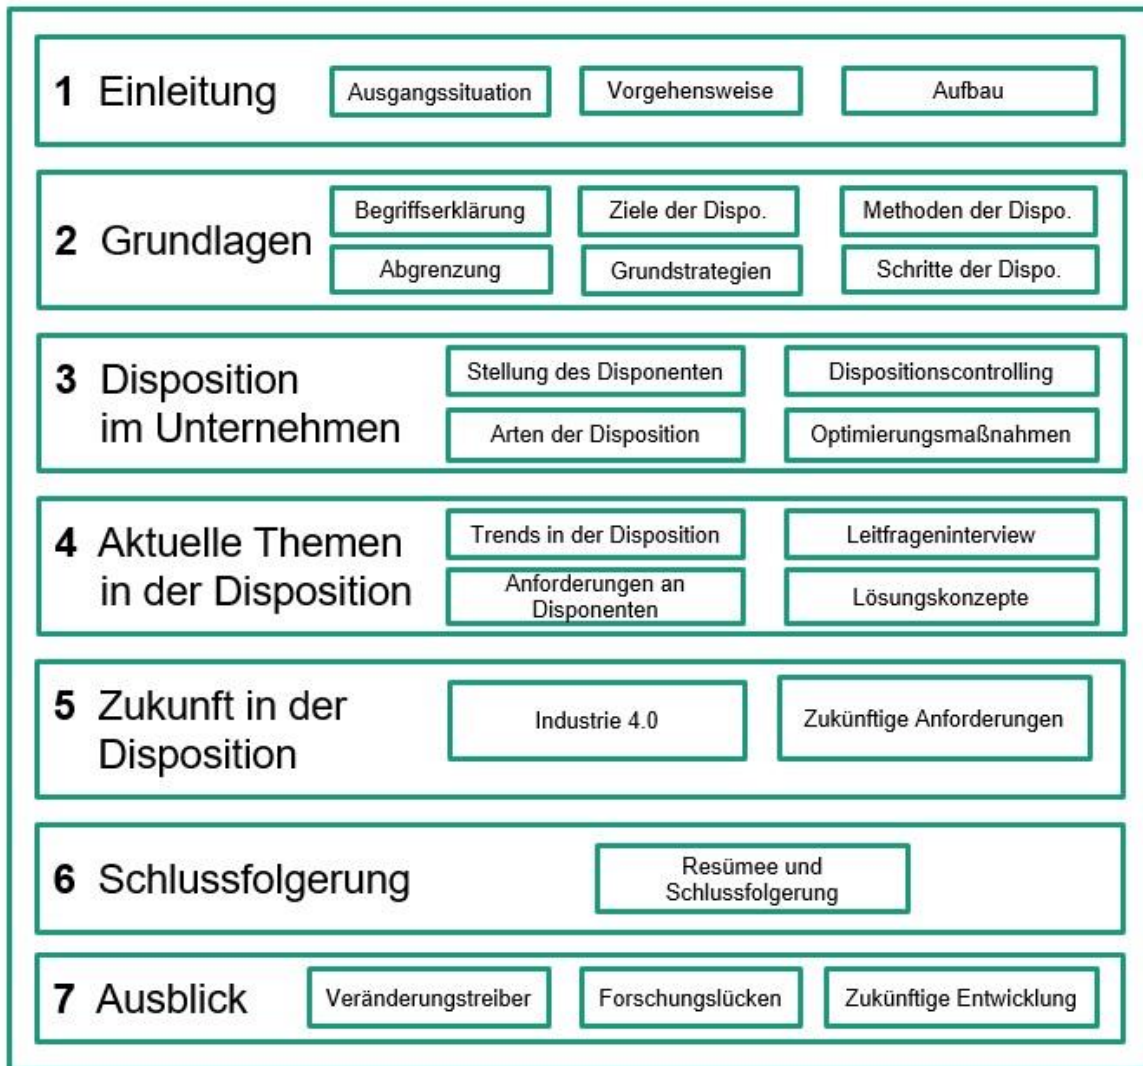 1 Einleitung
Ausgangssituation
Vorgehensweise
Aufbau
2 Grundlagen
Begriffserklärung
Ziele der Dispo.
Methoden der Dispo.
Abgrenzung
Grundstrategien
Schritte der Dispo.
3 Disposition
im Unternehmen
Stellung des Disponenten
Dispositionscontrolling
Arten der Disposition
Optimierungsmaßnahmen
4 Aktuelle Themen
in der Disposition
Trends in der Disposition
Leitfrageninterview
Anforderungen an
Disponenten
Lösungskonzepte
5 Zukunft in der
Disposition
Industrie 4.0
Zukünftige Anforderungen
6 Schlussfolgerung
Resümee und
Schlussfolgerung
7 Ausblick
Veränderungstreiber
Forschungslücken
Zukünftige Entwicklung